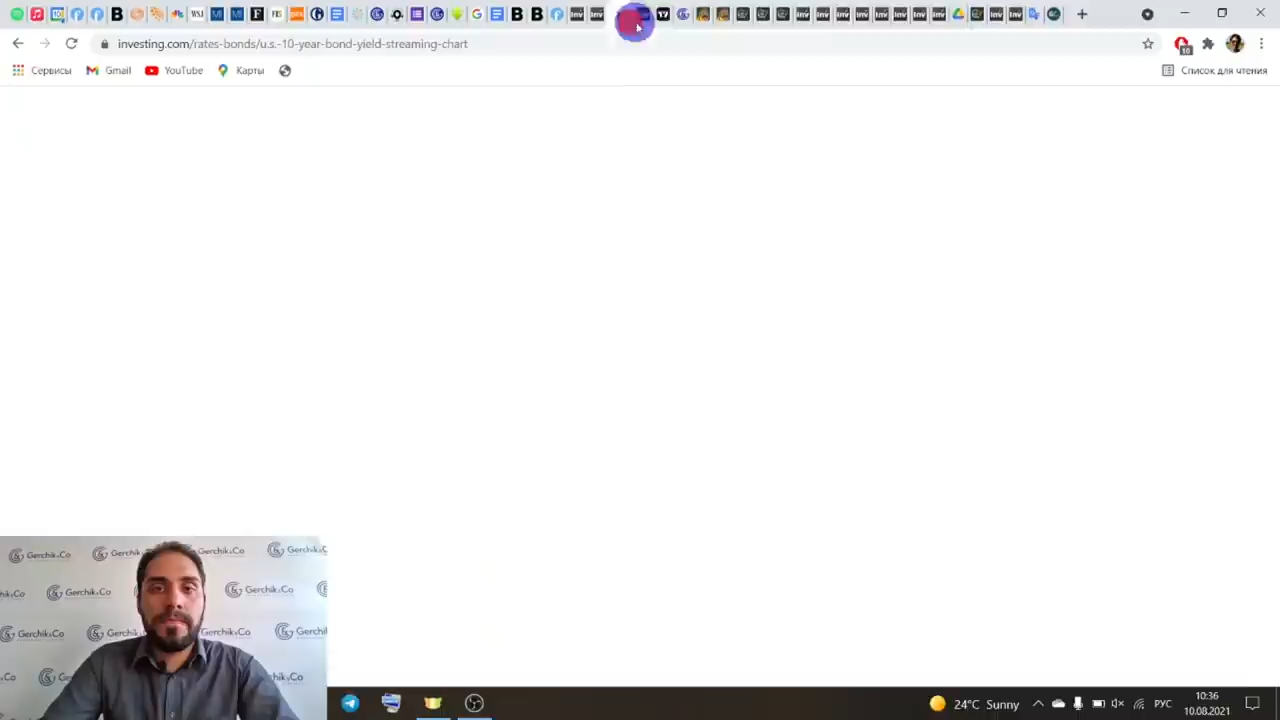 investing.com/rates-bonds/u.s.-10-year-bond-yield-streaming-chart
10
Сервисы
Gmail
YouTube
Карты
Список для чтения
Gerchik&Co
Gerchik&Co
Gerchik&Co
Gerchik&Co
Gerchik&Co
24°C Sunny
РУС
10:36
10.08.2021